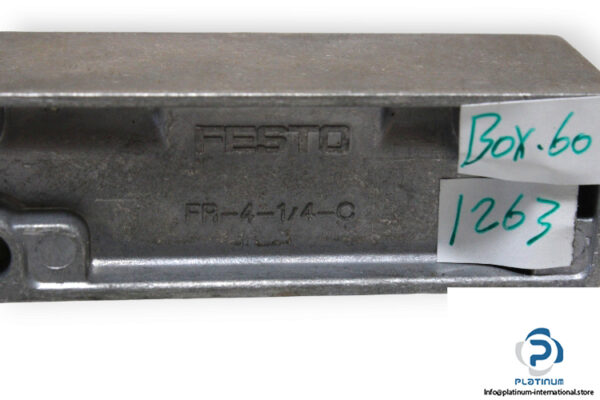 FESTO
Box.60
FR-4-1/4-C
1263
PLATINUM
Info@platinum-international.store